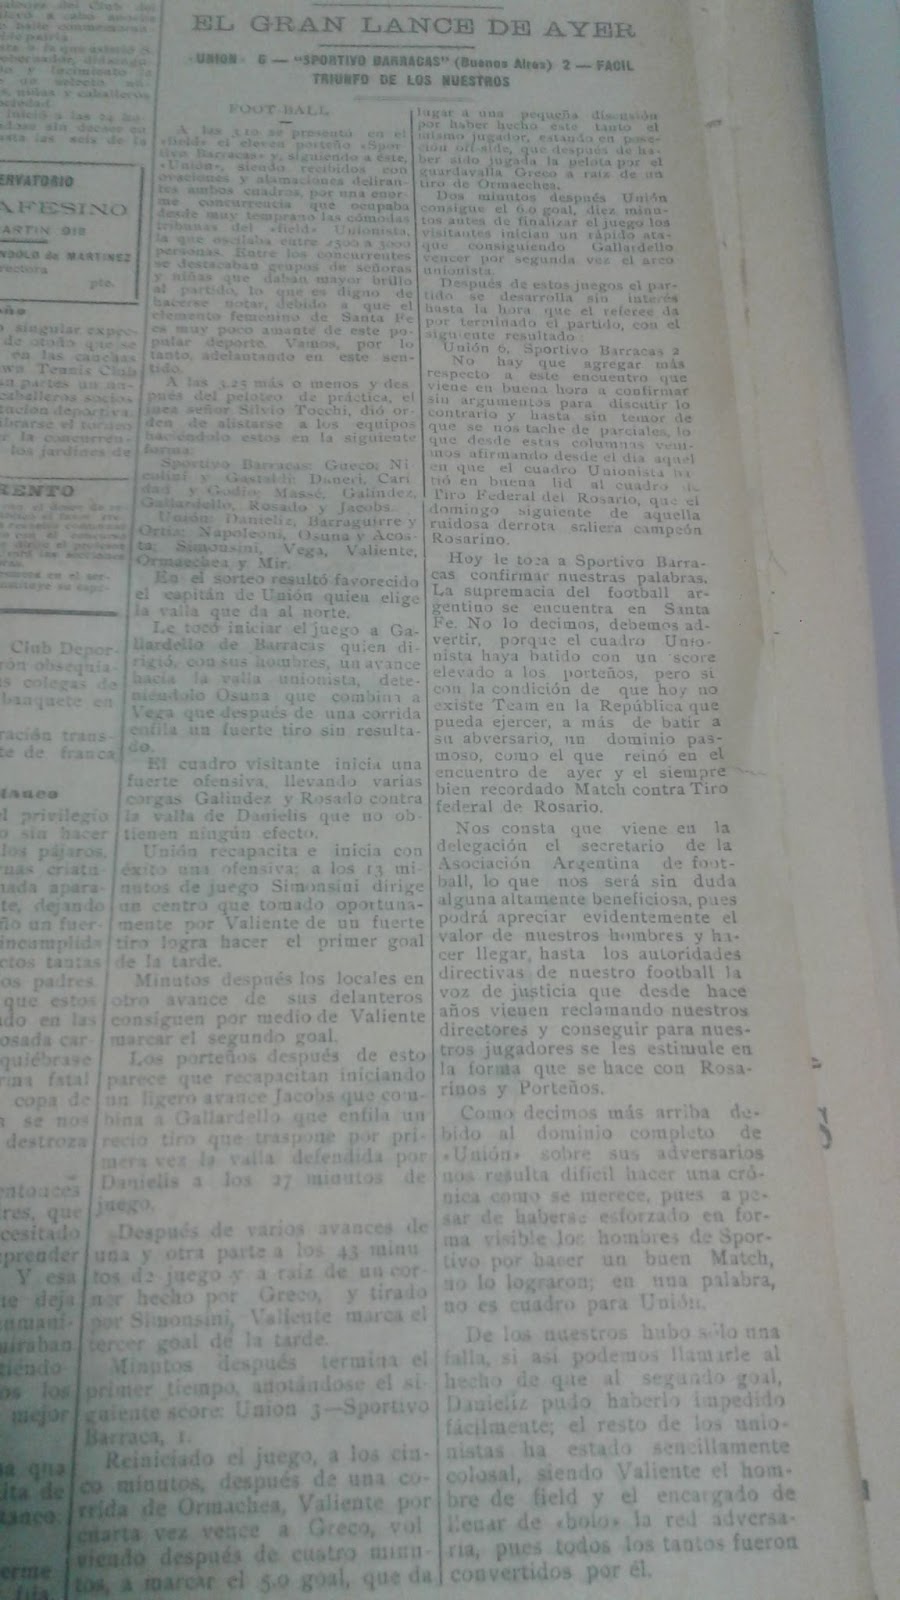 EL GRAN LANCE DE AYER
UNION 6 — "SPORTIVO BARRACAS" (Buenos Aires) 2 — FACIL
TRIUNFO DE LOS NUESTROS
FOOT BALL
A las 3.10 se presentó en el
«field» el eleven porteño «Spor-
tivo Barracas» y, siguiendo a éste,
«Unión», siendo recibidos con
ovaciones y alamaciones deliran-
tes ambos cuadros, por una enor-
me concurrencia que ocupaba
desde muy temprano las cómodas
tribunas del «field» Unionista,
la que oscilaba entre 1500 a 3000
personas. Entre los concurrentes
se destacaban grupos de señoras
y niñas que daban mayor brillo
al partido, lo que es digno de
hacerse notar, debido a que el
elemento femenino de Santa Fe
es muy poco amante de este po-
pular deporte. Vamos, por lo
tanto, adelantando en este sen-
tido.
A las 3.25 más o menos y des
pués del peloteo de práctica, el
juez señor Silvio Tocchi, dió or-
den de alistarse a los equipos
haciéndolo estos en la siguiente
forma:
Sportivo Barracas: Gueco; Ni
colini y Gastaldi; Daneri, Cari
dad y Godio; Massé, Galíndez,
Gallardello, Rosado y Jacobs.
Unión: Danieliz, Barraguirre y
Ortiz; Napoleoni, Osuna y Acos-
ta; Simonsini, Vega, Valiente,
Ormaechea y Mir.
En el sorteo resultó favorecido
el capitán de Unión quien elige
la valla que da al norte.
Le tocó iniciar el juego a Ga-
llardello de Barracas quien di-
rigió, con sus hombres, un avance
hacia la valla unionista, dete-
niéndolo Osuna que combina a
Vega que después de una corrida
enfila un fuerte tiro sin resulta-
do.
El cuadro visitante inicia una
fuerte ofensiva, llevando varias
cargas Galindez y Rosado contra
la valla de Danielis que no ob-
tienen ningún efecto.
Unión recapacita e inicia con
éxito una ofensiva; a los 13 mi-
nutos de juego Simonsini dirige
un centro que tomado oportuna-
mente por Valiente de un fuerte
tiro logra hacer el primer goal
de la tarde.
Minutos después los locales en
otro avance de sus delanteros
consiguen por medio de Valiente
marcar el segundo goal.
Los porteños después de esto
parece que recapacitan iniciando
un ligero avance Jacobs que com-
bina a Gallardello que enfila un
recio tiro que traspone por pri-
mera vez la valla defendida por
Danielis a los 27 minutos de
juego.
Después de varios avances de
una y otra parte a los 43 minu
tos de juego y a raíz de un cor-
ner hecho por Greco, y tirado
por Simonsini, Valiente marca el
tercer goal de la tarde.
Minutos después termina el
primer tiempo, anotándose el si-
guiente score: Union 3—Sportivo
Barraca, 1.
Reiniciado el juego, a los cin-
co minutos, después de una co-
rrida de Ormachea, Valiente por
cuarta vez vence a Greco, vol
viendo después de cuatro minu-
tos, a marcar el 5.o goal, que da
lugar a una pequeña discusión
por haber hecho este tanto el
mismo jugador, estando en pose-
ción off-side, que después de ha-
ber sido jugada la pelota por el
guardavalla Greco a raíz de un
tiro de Ormaechea.
Dos minutos después Unión
consigue el 6.o goal, diez minu-
tos antes de finalizar el juego los
visitantes inician un rápido ata-
que consiguiendo Gallardello
vencer por segunda vez el arco
unionista.
Después de estos juegos el par-
tido se desarrolla sin interés
hasta la hora que el referee da
por terminado el partido, con el
siguiente resultado:
Unión 6, Sportivo Barracas 2
No hay que agregar más
respecto a este encuentro que
viene en buena hora a confirmar
sin argumentos para discutir lo
contrario y hasta sin temor de
que se nos tache de parciales, lo
que desde estas columnas veni-
mos afirmando desde el día aquel
en que el cuadro Unionista ba-
tió en buena lid al cuadro de
Tiro Federal del Rosario, que el
domingo siguiente de aquella
ruidosa derrota saliera campeón
Rosarino.
Hoy le toca a Sportivo Barra-
cas confirmar nuestras palabras.
La supremacia del football ar-
gentino se encuentra en Santa
Fe. No lo decimos, debemos ad-
vertir, porque el cuadro Unio-
nista haya batido con un score
elevado a los porteños, pero si
con la condición de que hoy no
existe Team en la República que
pueda ejercer, a más de batir a
su abversario, un dominio pas-
moso, como el que reinó en el
encuentro de ayer y el siempre
bien recordado Match contra Tiro
federal de Rosario.
Nos consta que viene en la
delegación el secretario de la
Asociación Argentina de foot-
ball, lo que nos será sin duda
alguna altamente beneficiosa, pues
podrá apreciar evidentemente el
valor de nuestros hombres y ha-
cer llegar, hasta los autoridades
directivas de nuestro football la
voz de justicia que desde hace
años vienen reclamando nuestros
directores y conseguir para nues-
tros jugadores se les estimule en
la forma que se hace con Rosa-
rinos y Porteños.
Como decimos más arriba de-
bido al dominio completo de
«Unión» sobre sus adversarios
nos resulta dificil hacer una cró-
nica como se merece, pues a pe-
sar de haberse esforzado en for-
ma visible los hombres de Spor-
tivo por hacer un buen Match,
no lo lograron; en una palabra,
no es cuadro para Unión.
De los nuestros hubo sólo una
falla, si asi podemos llamarle al
hecho de que al segundo goal,
Danieliz pudo haberlo impedido
fácilmente; el resto de los unio-
nistas ha estado sencillamente
colosal, siendo Valiente el hom-
bre de field y el encargado de
llenar de «bolo» la red adversa-
ria, pues todos los tantos fueron
convertidos por él.